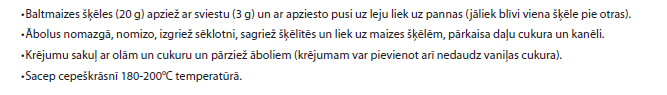 •Baltmaizes šķēles (20 g) apziež ar sviestu (3 g) un ar apziesto pusi uz leju liek uz pannas (jāliek blīvi viena šķēle pie otras).
•Ābolus nomazgā, nomizo, izgriež sēklotni, sagriež šķēlītēs un liek uz maizes šķēlēm, pārkaisa daļu cukura un kanēli.
•Krējumu sakuļ ar olām un cukuru un pārziež āboliem (krējumam var pievienot arī nedaudz vaniļas cukura).
•Sacep cepeškrāsnī 180-200ºC temperatūrā.